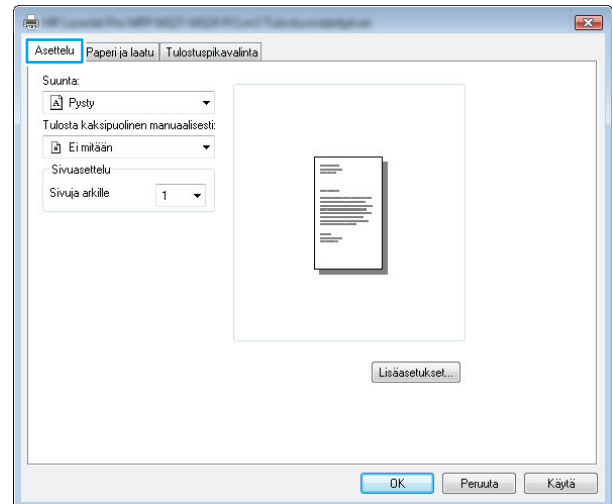 Asettelu Paperi ja laatu Tulostuspikavalinta
Suunta:
Pysty
Tulosta kaksipuolinen manuaalisesti:
Ei mitään
Sivuasettelu
Sivuja arkille 1
Lisäasetukset...
OK Peruuta Käytä